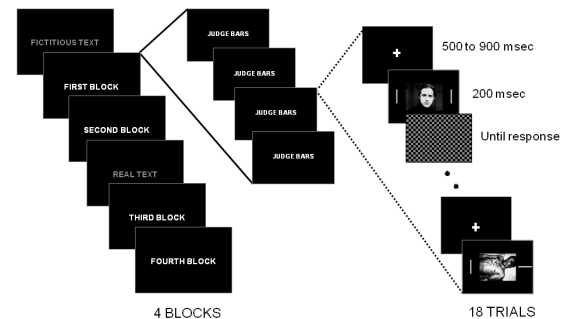 FICTITIOUS TEXT
FIRST BLOCK
SECOND BLOCK
REAL TEXT
THIRD BLOCK
FOURTH BLOCK
4 BLOCKS
JUDGE BARS
JUDGE BARS
JUDGE BARS
JUDGE BARS
500 to 900 msec
200 msec
Until response
18 TRIALS